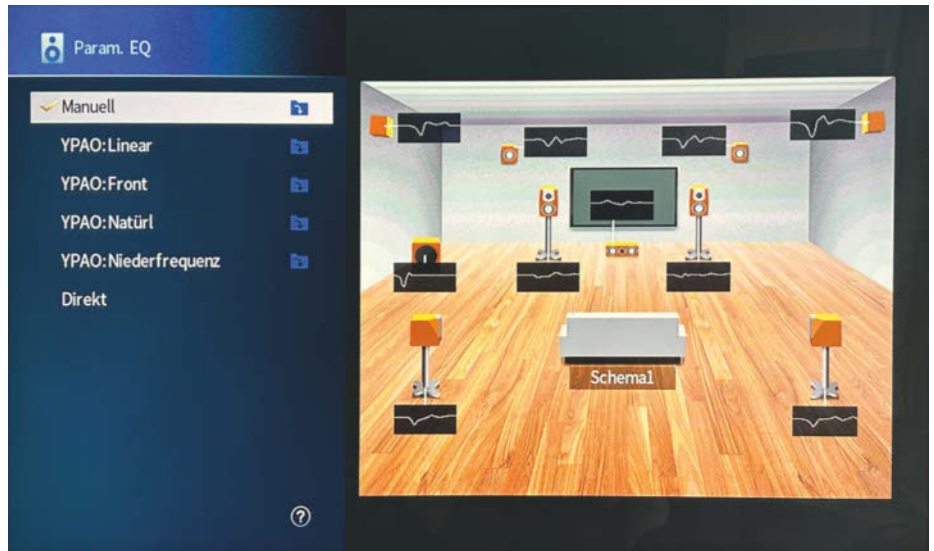 Param. EQ
Manuell
YPAO:Linear
YPAO:Front
YPAO:Natürl
YPAO:Niederfrequenz
Direkt
Schema1
?